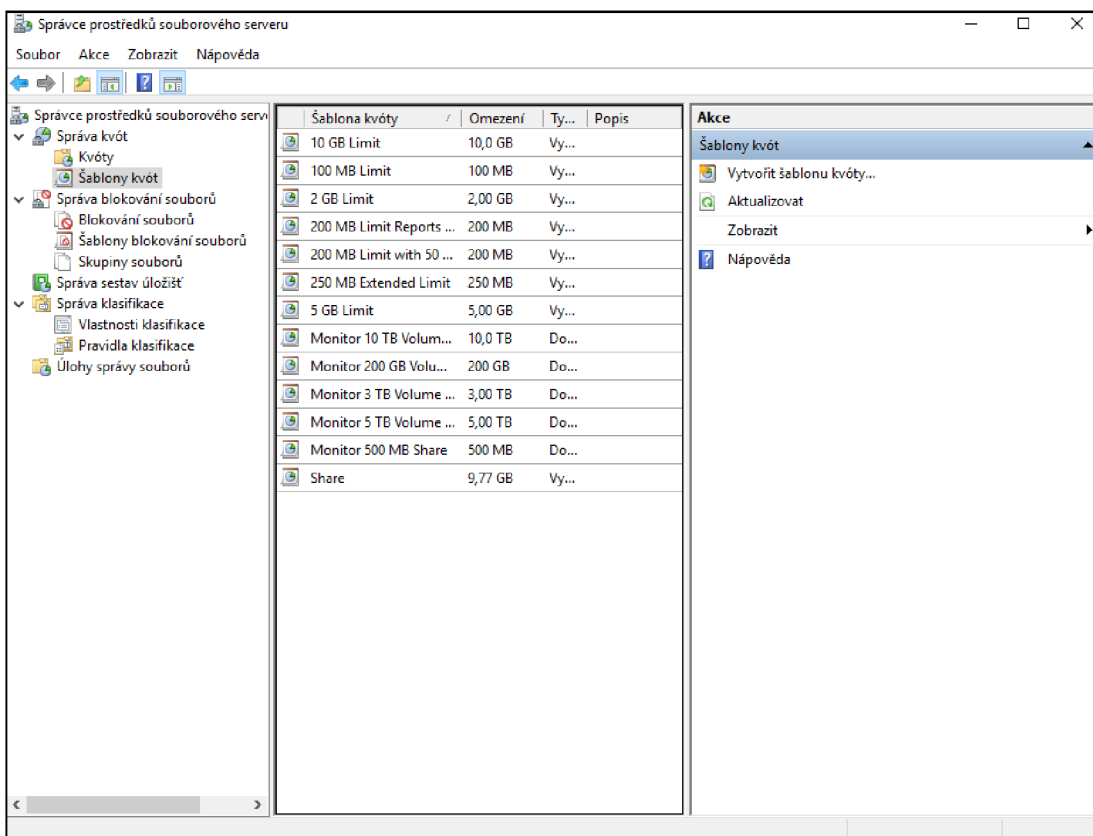 Správce prostředků souborového serveru
Soubor Akce Zobrazit Nápověda
Správce prostředků souborového serv
Správa kvót
Kvóty
Šablony kvót
Správa blokování souborů
Blokování souborů
Šablony blokování souborů
Skupiny souborů
Správa sestav úložišť
Správa klasifikace
Vlastnosti klasifikace
Pravidla klasifikace
Úlohy správy souborů
Šablona kvóty Omezení Ty... Popis
10 GB Limit 10,0 GB Vy...
100 MB Limit 100 MB Vy...
2 GB Limit 2,00 GB Vy...
200 MB Limit Reports ... 200 MB Vy...
200 MB Limit with 50 ... 200 MB Vy...
250 MB Extended Limit 250 MB Vy...
5 GB Limit 5,00 GB Vy...
Monitor 10 TB Volum... 10,0 TB Do...
Monitor 200 GB Volu... 200 GB Do...
Monitor 3 TB Volume ... 3,00 TB Do...
Monitor 5 TB Volume ... 5,00 TB Do...
Monitor 500 MB Share 500 MB Do...
Share 9,77 GB Vy...
Akce
Šablony kvót
Vytvořit šablonu kvóty...
Aktualizovat
Zobrazit
Nápověda